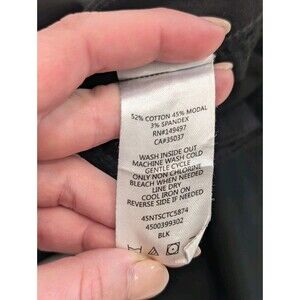 52% COTTON 45% MODAL
3% SPANDEX
RN#149497
CA#35037
WASH INSIDE OUT
MACHINE WASH COLD
GENTLE CYCLE
ONLY NON CHLORINE
BLEACH WHEN NEEDED
LINE DRY
COOL IRON ON
REVERSE SIDE IF NEEDED
45NTSCTC5874
4500399302
BLK